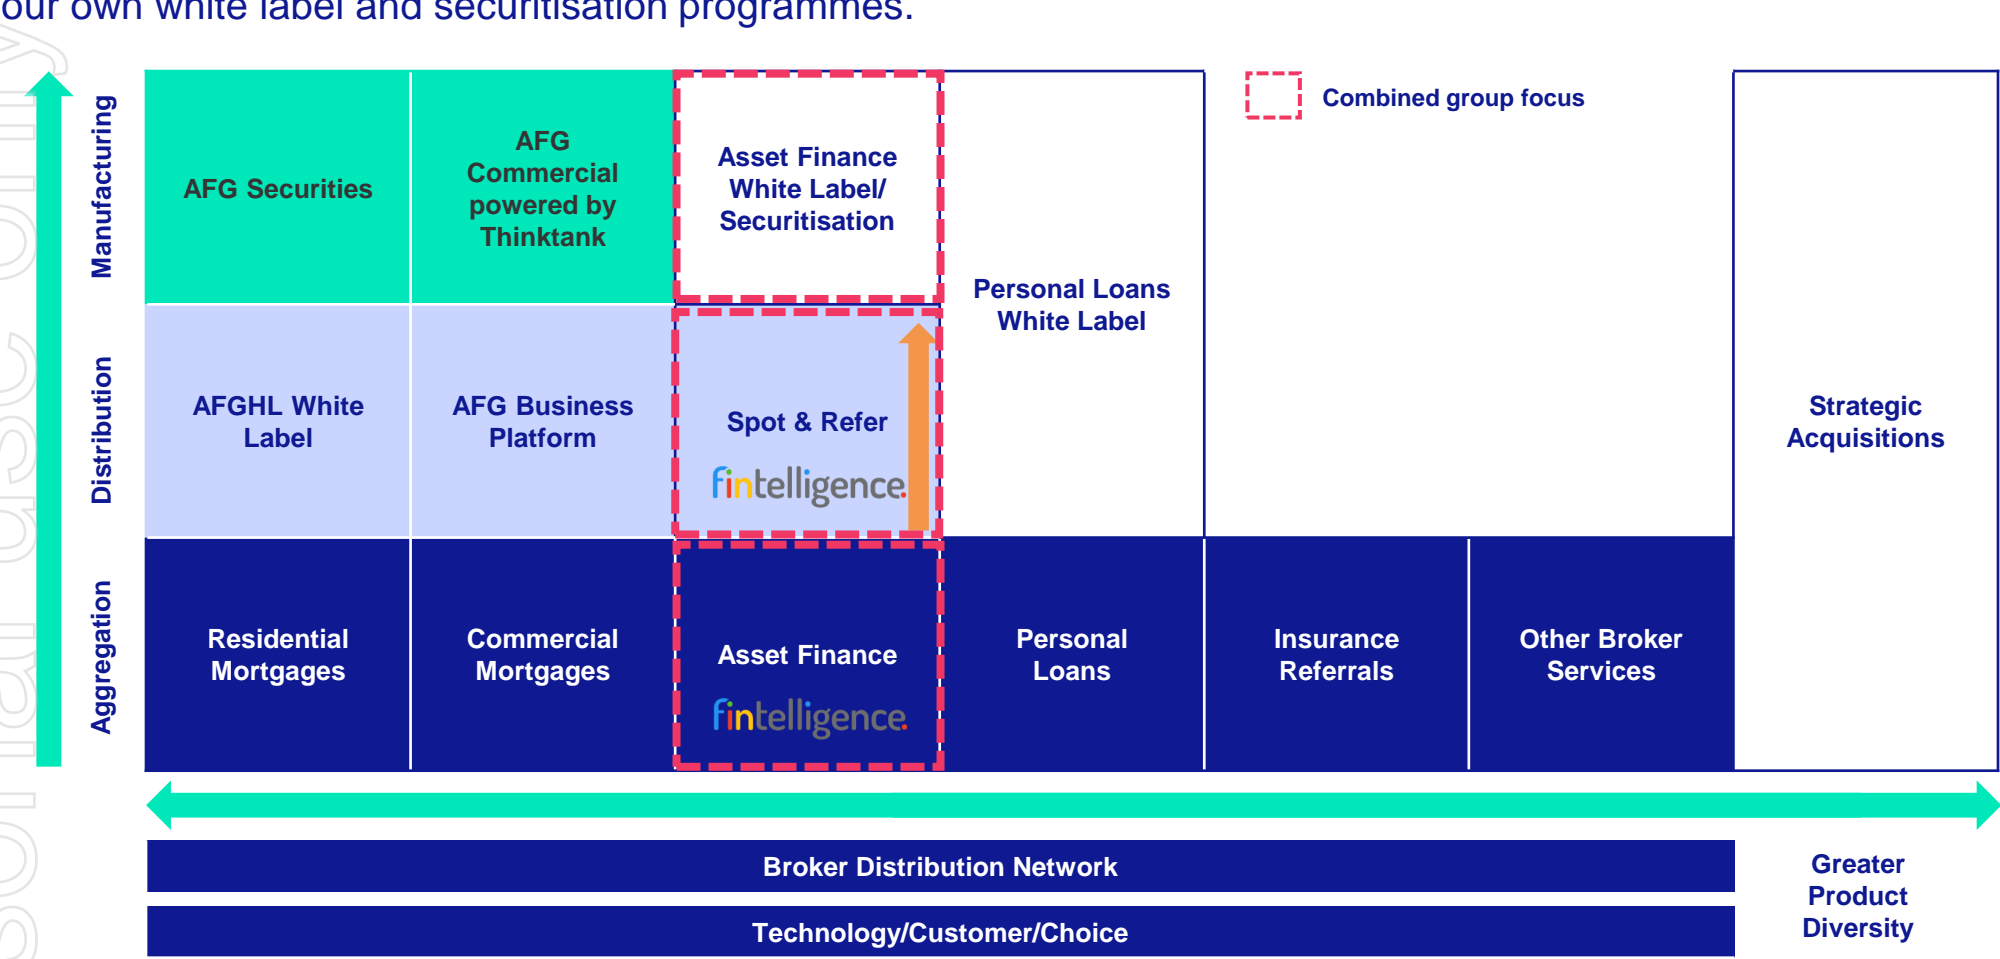 our own white label and securitisation programmes.
Manufacturing
AFG Securities
AFG
Commercial
powered by
Thinktank
Asset Finance
White Label/
Securitisation
Personal Loans
White Label
Combined group focus
Strategic
Acquisitions
Distribution
AFGHL White
Label
AFG Business
Platform
Spot & Refer
fintelligence.
Aggregation
Residential
Mortgages
Commercial
Mortgages
Asset Finance
fintelligence.
Personal
Loans
Insurance
Referrals
Other Broker
Services
Broker Distribution Network
Technology/Customer/Choice
Greater
Product
Diversity